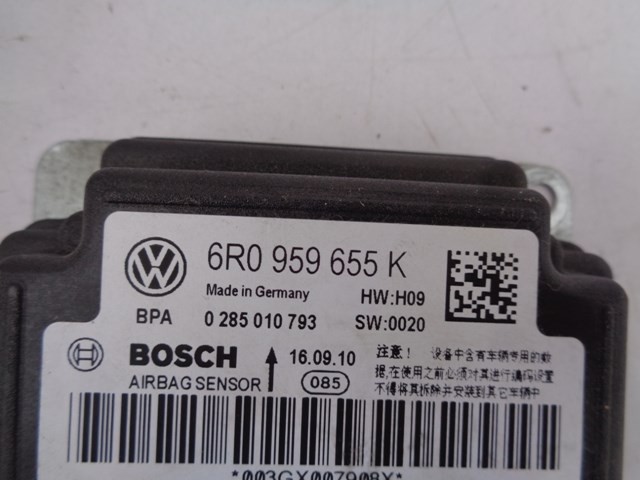 6R0 959 655 K
Made in Germany HW:H09
BPA 0 285 010 793 SW:0020
BOSCH 16.09.10
AIRBAG SENSOR 085
注意! 设备中含有车辆专用的数
据,在使用之前必须对其进行编码设置
不得将其拆除并安装到其它车辆中
*003GX007908X*